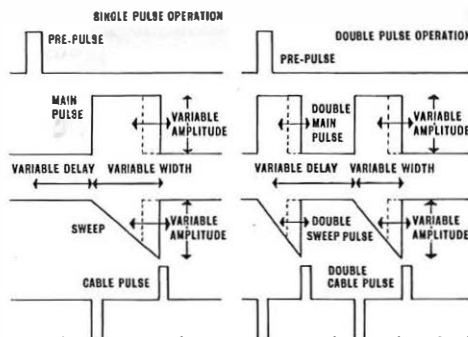 SINGLE PULSE OPERATION
PRE-PULSE
MAIN
PULSE
VARIABLE
AMPLITUDE
VARIABLE DELAY
VARIABLE WIDTH
SWEEP
VARIABLE
AMPLITUDE
CABLE PULSE
DOUBLE PULSE OPERATION
PRE-PULSE
DOUBLE
MAIN
PULSE
VARIABLE
AMPLITUDE
VARIABLE DELAY
VARIABLE WIDTH
DOUBLE
SWEEP PULSE
VARIABLE
AMPLITUDE
DOUBLE
CABLE PULSE